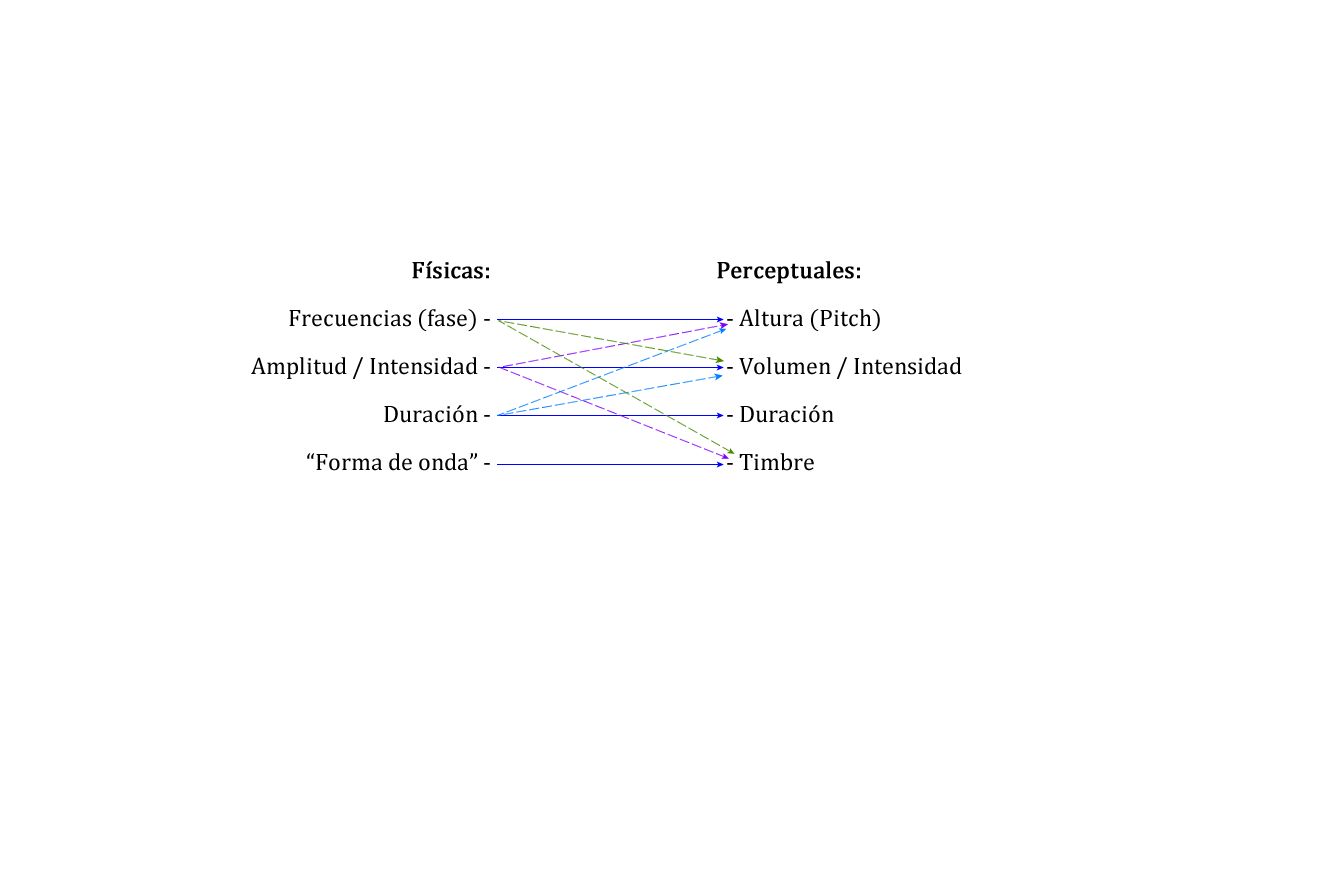 Físicas: Perceptuales:
Frecuencias (fase) - - Altura (Pitch)
Amplitud / Intensidad - - Volumen / Intensidad
Duración - - Duración
“Forma de onda” - - Timbre